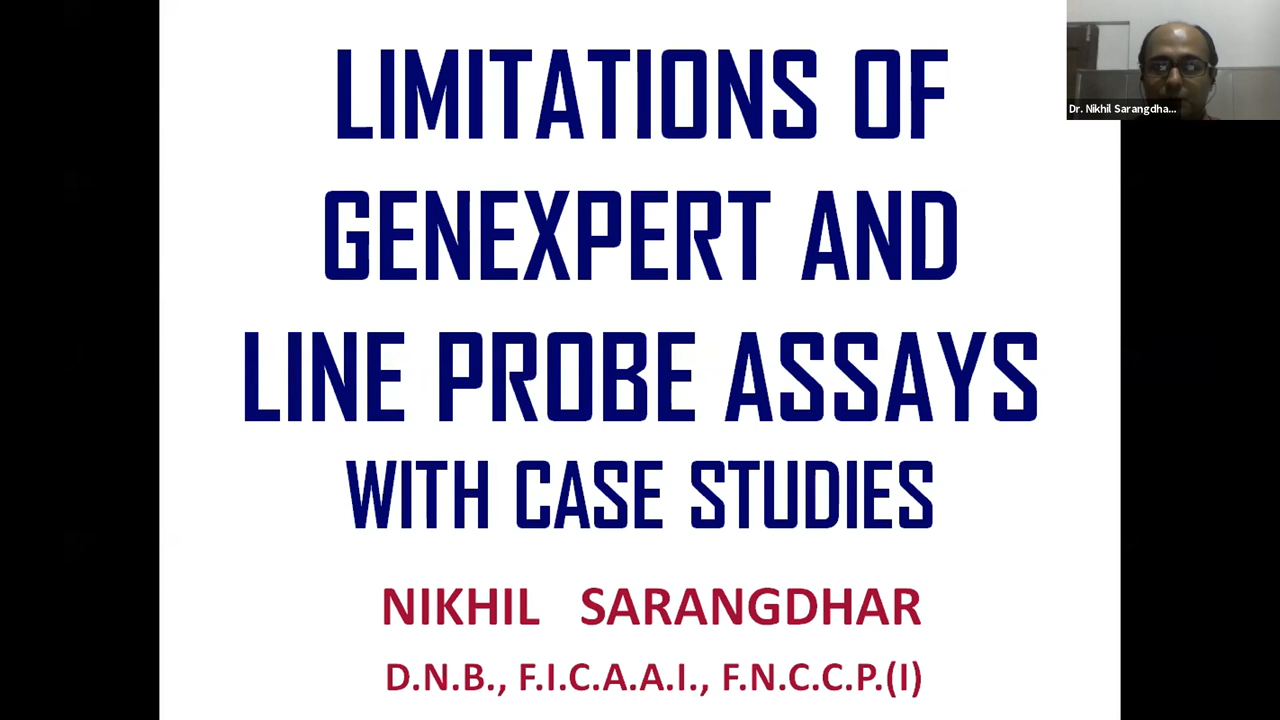 LIMITATIONS OF
GENEXPERT AND
LINE PROBE ASSAYS
WITH CASE STUDIES
NIKHIL SARANGDHAR
D.N.B., F.I.C.A.A.I., F.N.C.C.P.(I)
Dr. Nikhil Sarangdha...